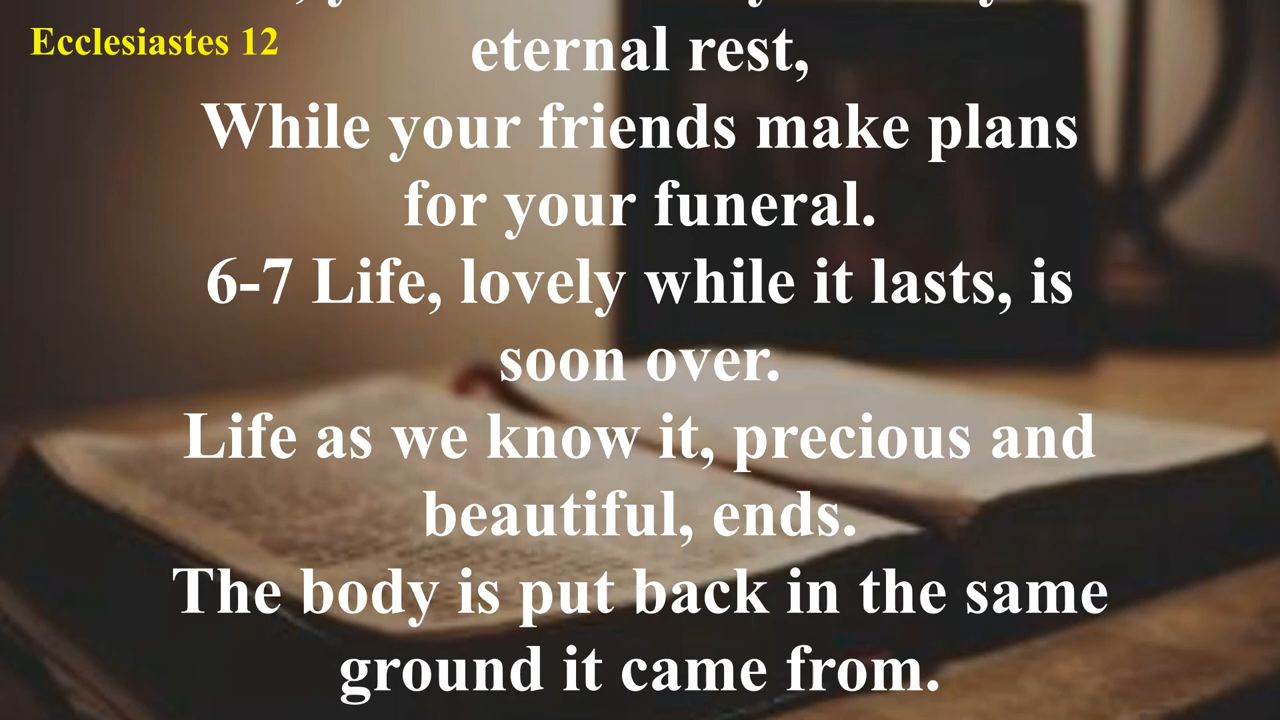 Ecclesiastes 12
eternal rest,
While your friends make plans
for your funeral.
6-7 Life, lovely while it lasts, is
soon over.
Life as we know it, precious and
beautiful, ends.
The body is put back in the same
ground it came from.